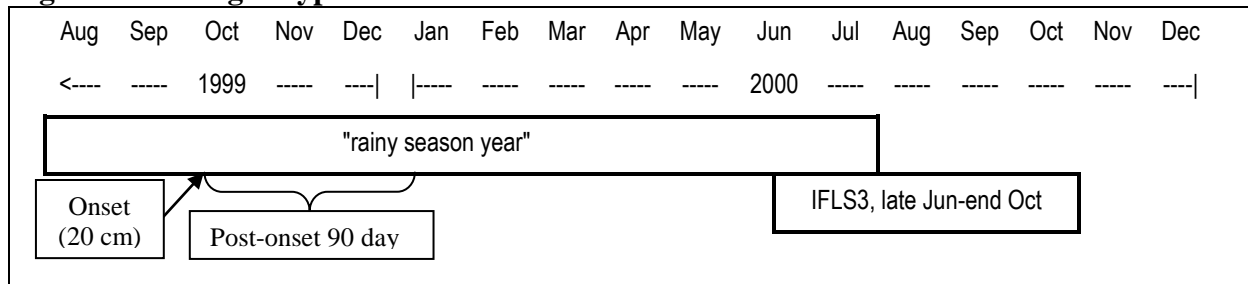 Aug Sep Oct Nov Dec Jan Feb Mar Apr May Jun Jul Aug Sep Oct Nov Dec
<---- ----- 1999 ----- ----| |----- ----- ----- ----- ----- 2000 ----- ----- ----- ----- ----- ----|
"rainy season year"
IFLS3, late Jun-end Oct
Onset
(20 cm)
Post-onset 90 day